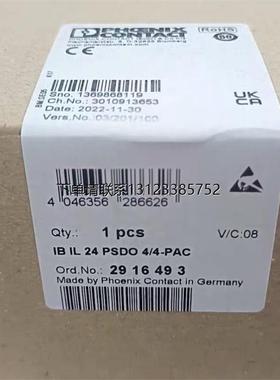 PHOENIX
CONTACT
RoHS
Sno: 1369868119
Ch.No.: 3010913653
Date: 2022-11-30
Vers.No.: 03/201/100
UK
CA
下单请联系13123385752
4 046356 286626
Qty.: 1 pcs
V/C:08
IB IL 24 PSDO 4/4-PAC
Ord.No.: 29 16 49 3
Made by Phoenix Contact in Germany